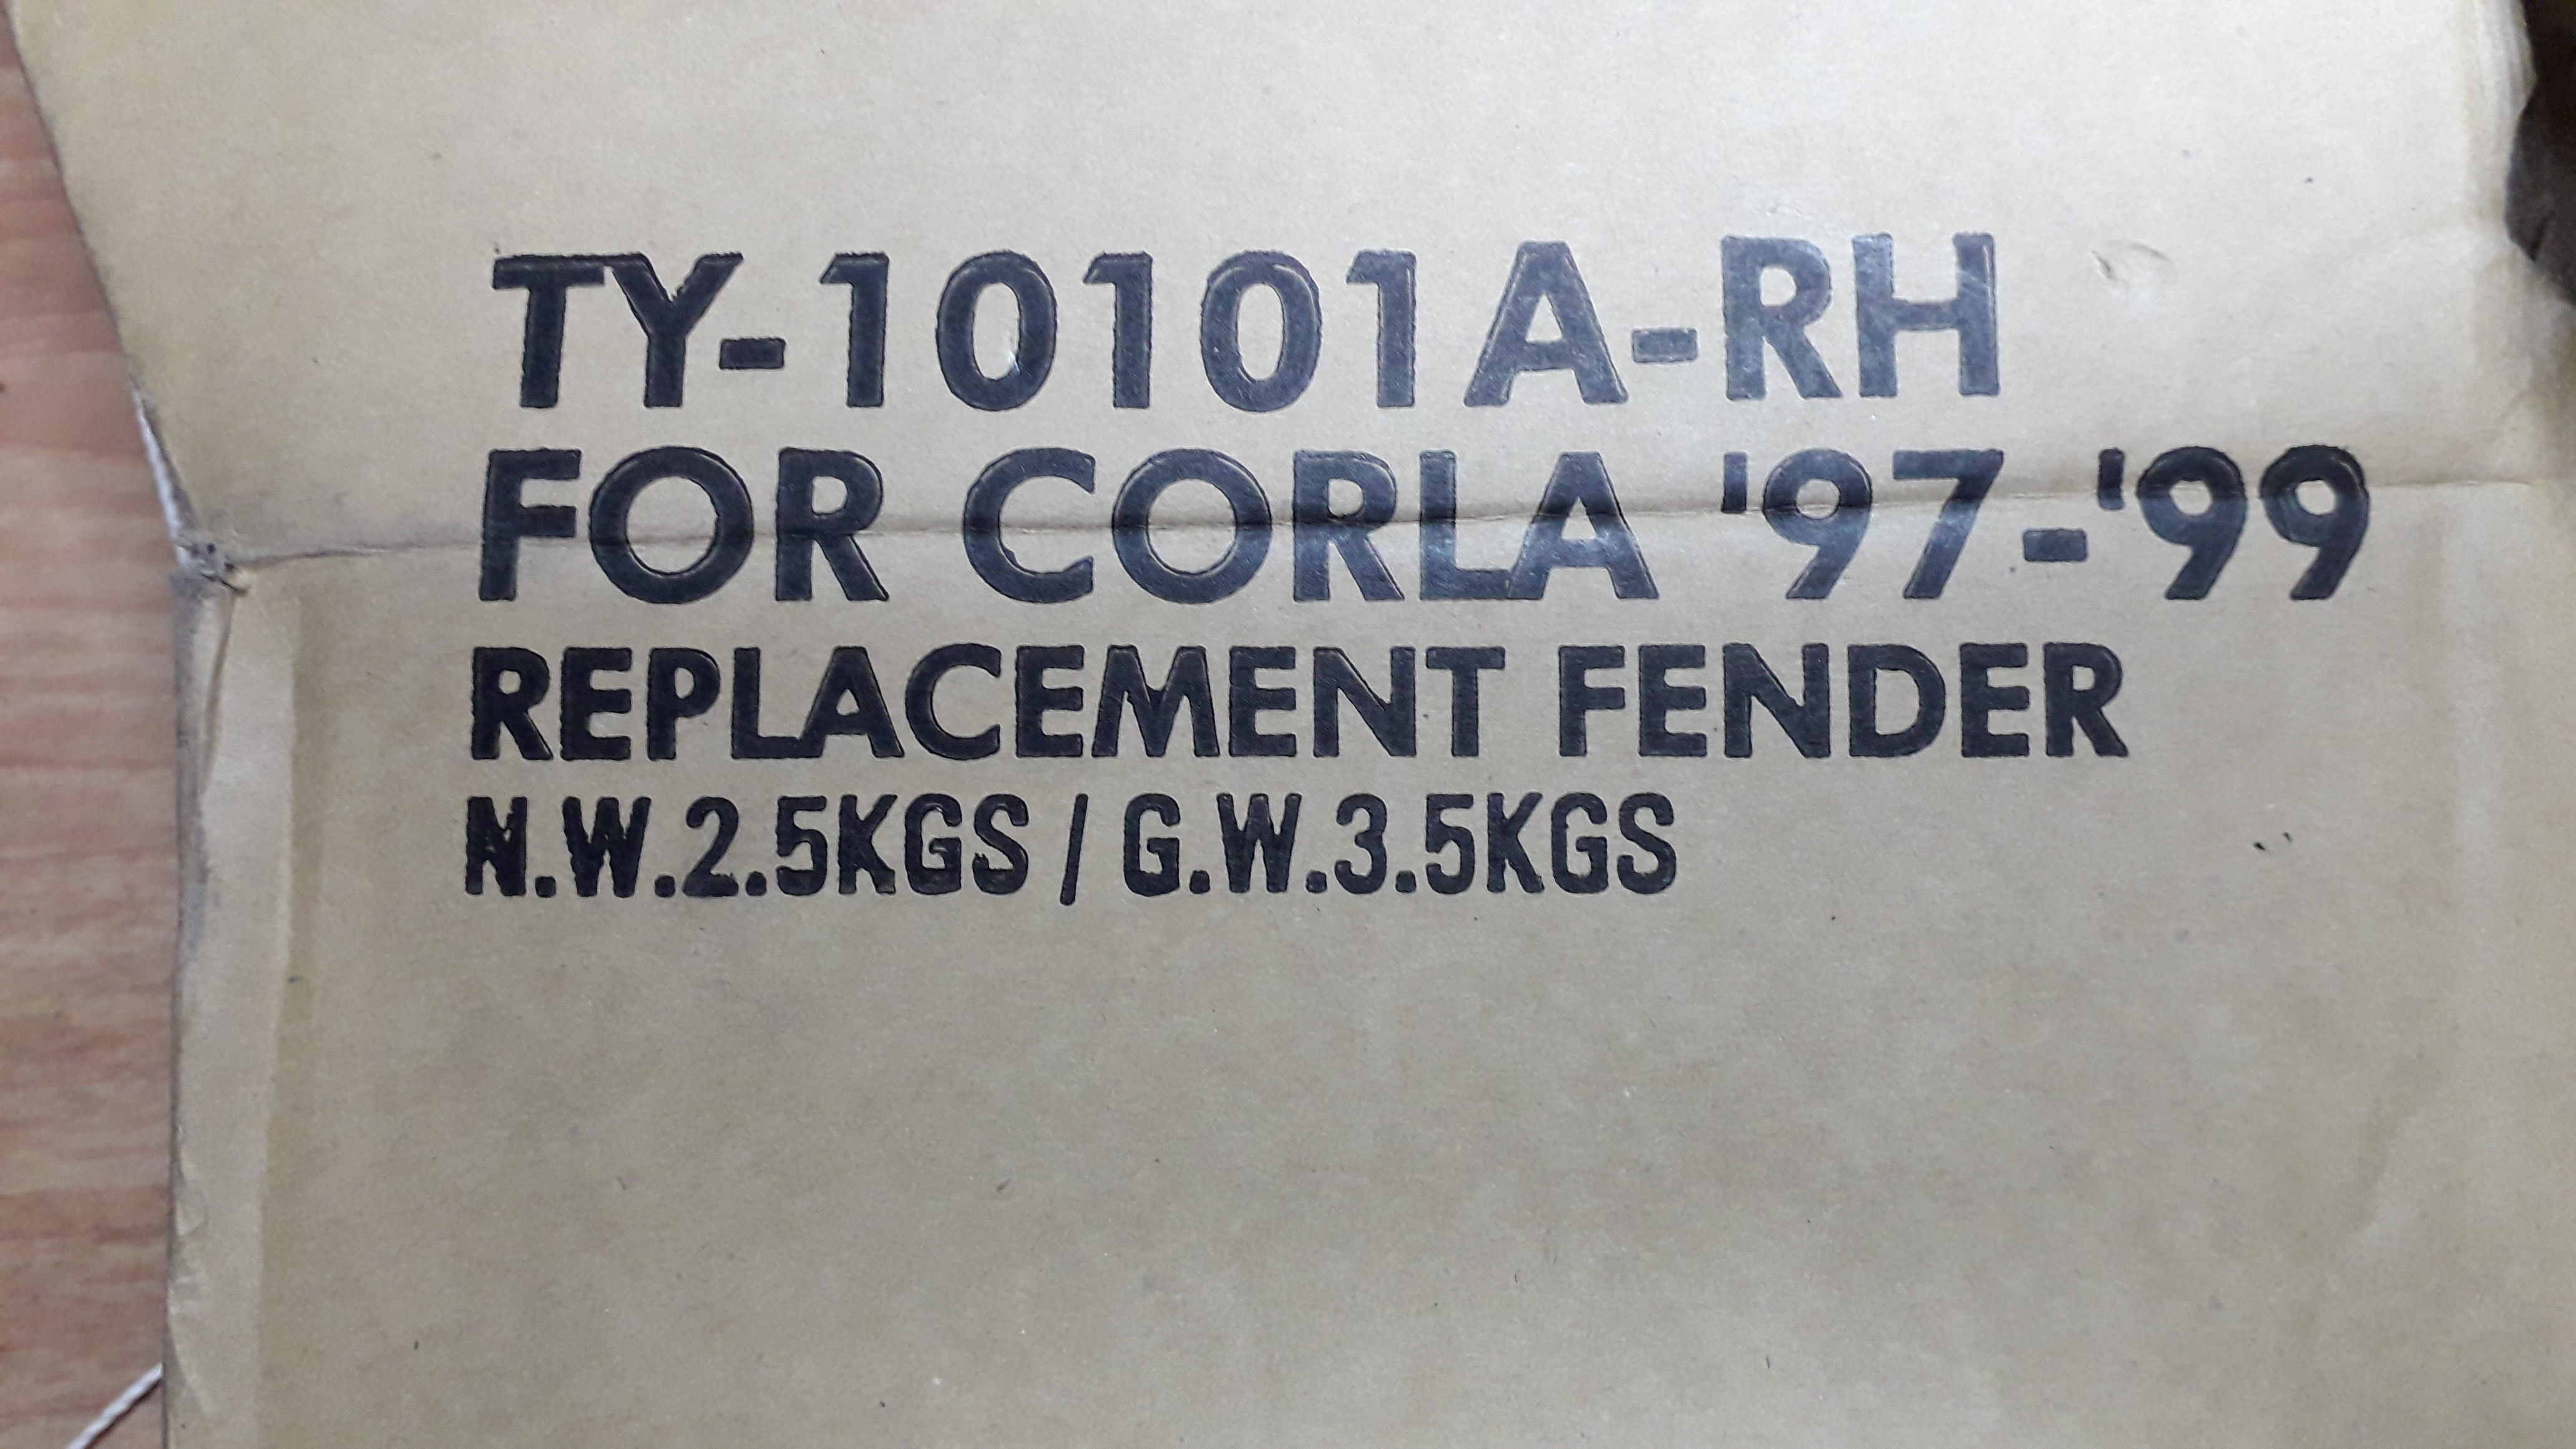 TY-10101A-RH
FOR CORLA '97-'99
REPLACEMENT FENDER
N.W.2.5KGS / G.W.3.5KGS